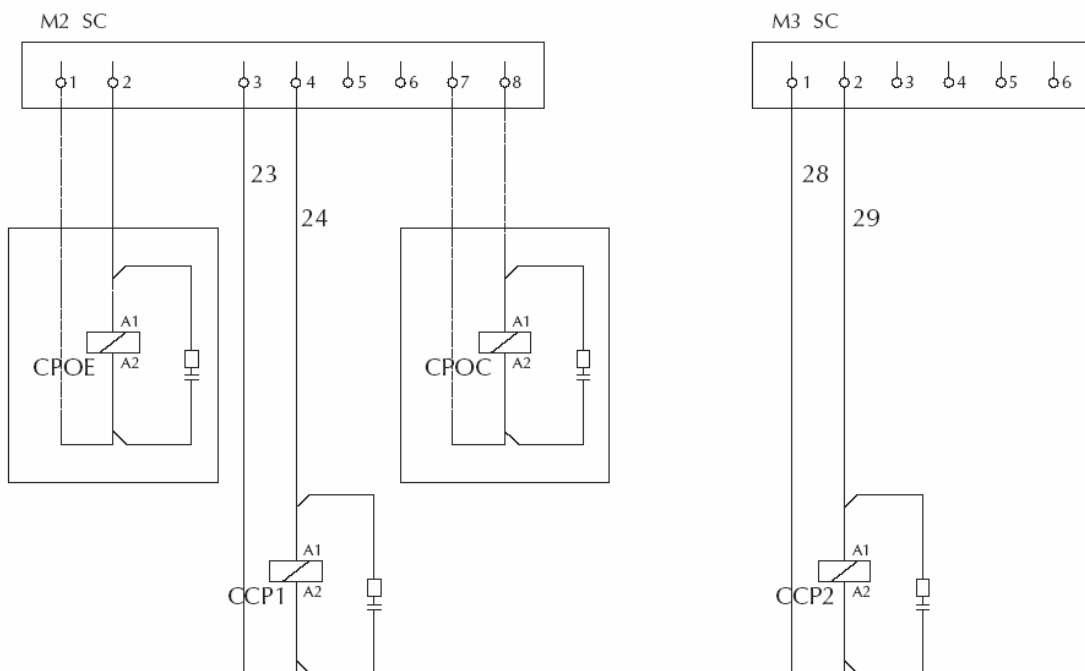 M2 SC M3 SC
1 2 3 4 5 6 7 8 1 2 3 4 5 6
23 28
24 29
A1 A1
CPOE A2 CPOC A2
A1 A1
CCP1 A2 CCP2 A2